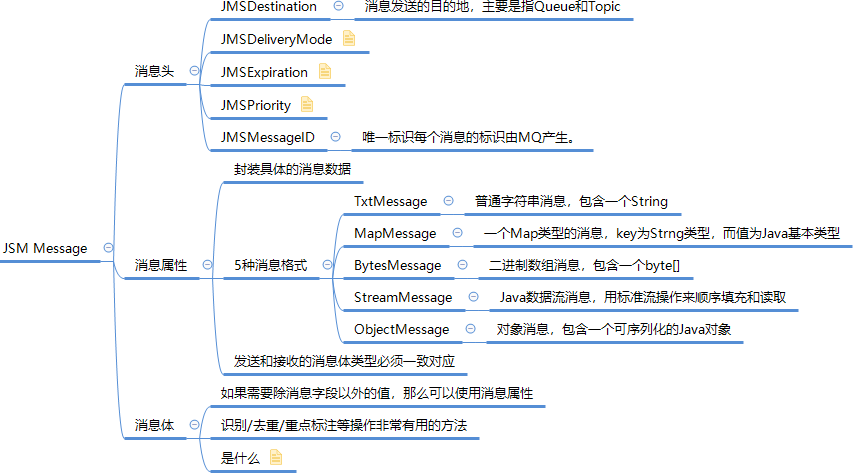 JSM Message
消息头
JMSDestination
消息发送的目的地，主要是指Queue和Topic
JMSDeliveryMode
JMSExpiration
JMSPriority
JMSMessageID
唯一标识每个消息的标识由MQ产生。
消息属性
封装具体的消息数据
5种消息格式
TxtMessage
普通字符串消息，包含一个String
MapMessage
一个Map类型的消息，key为Strng类型，而值为Java基本类型
BytesMessage
二进制数组消息，包含一个byte[]
StreamMessage
Java数据流消息，用标准流操作来顺序填充和读取
ObjectMessage
对象消息，包含一个可序列化的Java对象
发送和接收的消息体类型必须一致对应
消息体
如果需要除消息字段以外的值，那么可以使用消息属性
识别/去重/重点标注等操作非常有用的方法
是什么